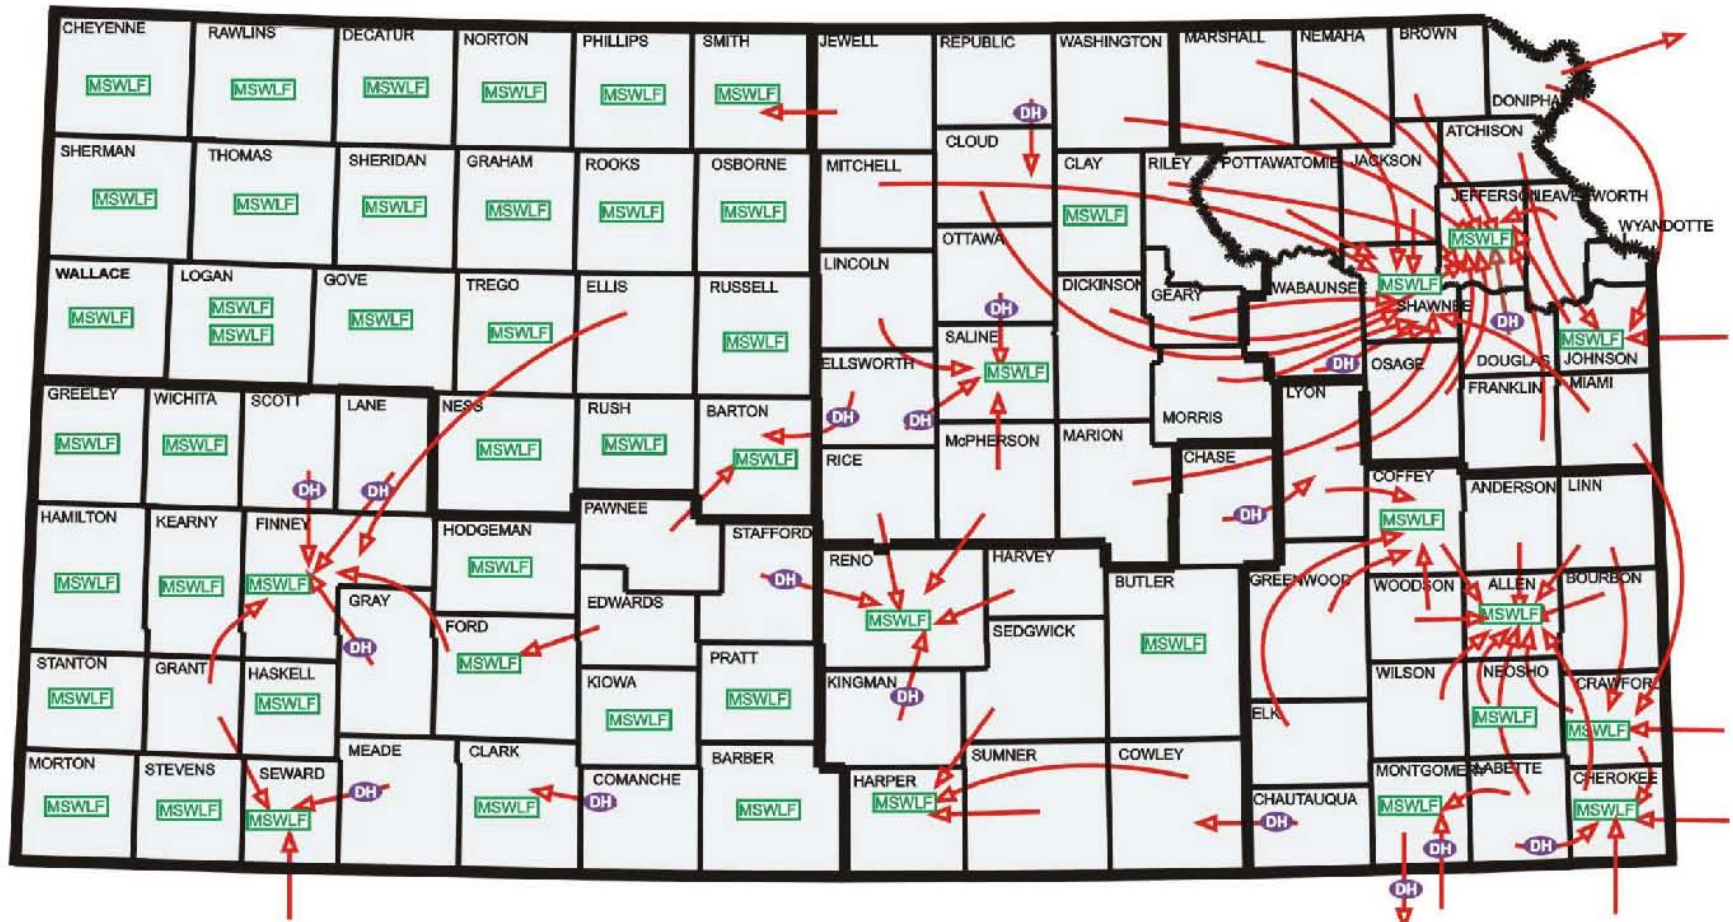 CHEYENNE
RAWLINS
DECATUR
NORTON
PHILLIPS
SMITH
JEWELL
REPUBLIC
WASHINGTON
MARSHALL
NEMAHA
BROWN
MSWLF
MSWLF
MSWLF
MSWLF
MSWLF
MSWLF
DH
DONIPHA
SHERMAN
THOMAS
SHERIDAN
GRAHAM
ROOKS
OSBORNE
MITCHELL
CLOUD
CLAY
RILEY
POTTAWATOMIE
JACKSON
ATCHISON
MSWLF
MSWLF
MSWLF
MSWLF
MSWLF
MSWLF
MSWLF
JEFFERSON
LEAVENWORTH
WYANDOTTE
MSWLF
WALLACE
LOGAN
GOVE
TREGO
ELLIS
RUSSELL
LINCOLN
OTTAWA
DICKINSON
GEARY
WABAUNSEE
MSWLF
SHAWNEE
MSWLF
MSWLF
MSWLF
MSWLF
MSWLF
MSWLF
DH
SALINE
MSWLF
DH
MSWLF
DOUGLAS
JOHNSON
GREELEY
WICHITA
SCOTT
LANE
NESS
RUSH
BARTON
ELLSWORTH
DH
OSAGE
FRANKLIN
MIAMI
MSWLF
MSWLF
MSWLF
MSWLF
MSWLF
DH
DH
McPHERSON
MARION
MORRIS
LYON
RICE
CHASE
COFFEY
ANDERSON
LINN
DH
DH
DH
MSWLF
HAMILTON
KEARNY
FINNEY
HODGEMAN
PAWNEE
STAFFORD
RENO
HARVEY
BUTLER
GREENWOOD
WOODSON
ALLEN
BOURBON
MSWLF
MSWLF
MSWLF
MSWLF
DH
MSWLF
MSWLF
GRAY
FORD
EDWARDS
SEDGWICK
MSWLF
DH
MSWLF
STANTON
GRANT
HASKELL
KIOWA
PRATT
KINGMAN
WILSON
NEOSHO
CRAWFORD
MSWLF
MSWLF
MSWLF
MSWLF
DH
ELK
MSWLF
MSWLF
MORTON
STEVENS
SEWARD
MEADE
CLARK
COMANCHE
BARBER
HARPER
SUMNER
COWLEY
CHAUTAUQUA
MONTGOMERY
LABETTE
CHEROKEE
MSWLF
MSWLF
MSWLF
DH
MSWLF
DH
MSWLF
MSWLF
DH
MSWLF
DH
DH
MSWLF
DH